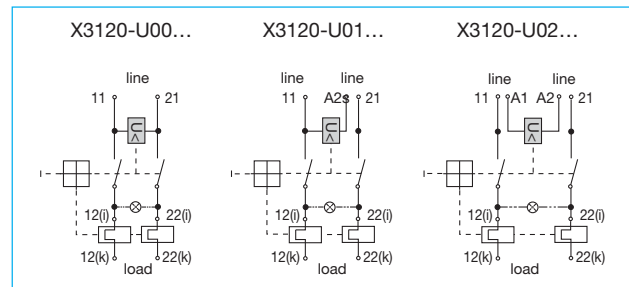 X3120-U00... X3120-U01... X3120-U02...
line line line line line
11 21 11 A2s 21 11 A1 A2 21
U< U< U<
I I I
12(i) 22(i) 12(i) 22(i) 12(i) 22(i)
12(k) 22(k) 12(k) 22(k) 12(k) 22(k)
load load load